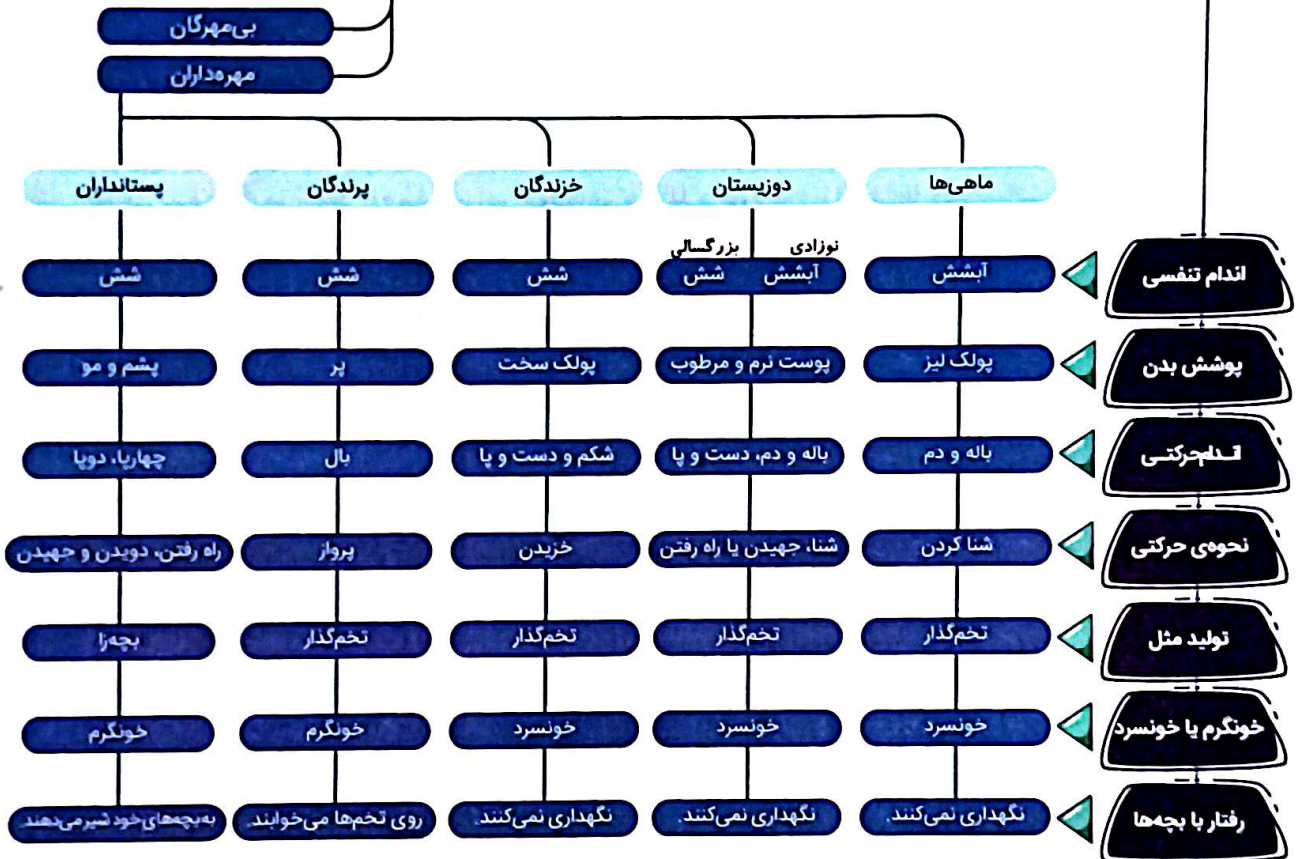 بی‌مهرگان
مهره‌داران
ماهی‌ها
دوزیستان
خزندگان
پرندگان
پستانداران
نوزادی
بزرگسالی
اندام تنفسی
آبشش
آبشش
شش
شش
شش
شش
پوشش بدن
پولک لیز
پوست نرم و مرطوب
پولک سخت
پر
پشم و مو
اندام حرکتی
باله و دم
باله و دم، دست و پا
شکم و دست و پا
بال
چهارپا، دوپا
نحوه‌ی حرکتی
شنا کردن
شنا، جهیدن یا راه رفتن
خزیدن
پرواز
راه رفتن، دویدن و جهیدن
تولید مثل
تخم‌گذار
تخم‌گذار
تخم‌گذار
تخم‌گذار
بچه‌زا
خونگرم یا خونسرد
خونسرد
خونسرد
خونسرد
خونگرم
خونگرم
رفتار با بچه‌ها
نگهداری نمی‌کنند.
نگهداری نمی‌کنند.
نگهداری نمی‌کنند.
روی تخم‌ها می‌خوابند.
به بچه‌های خود شیر می‌دهند.